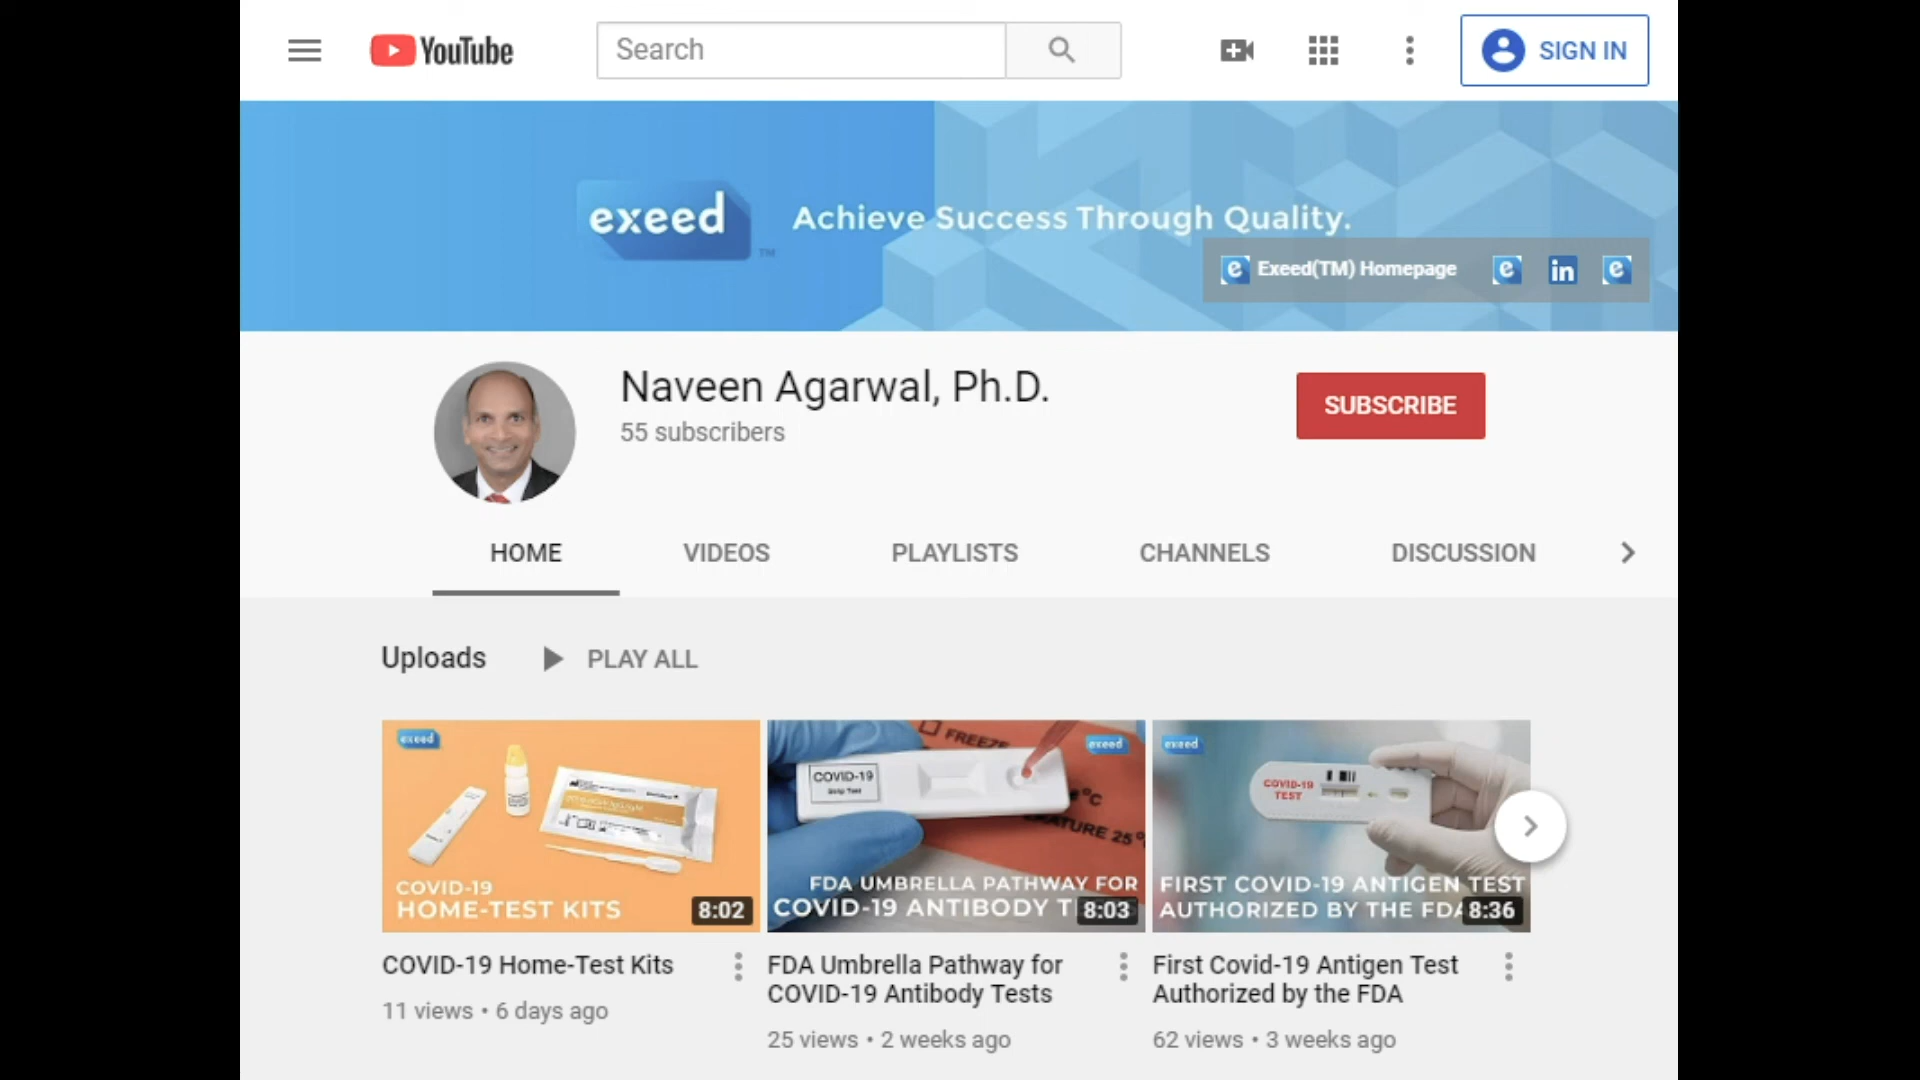 YouTube
Search
SIGN IN
exeed
TM
Achieve Success Through Quality.
Exeed(TM) Homepage
Naveen Agarwal, Ph.D.
55 subscribers
SUBSCRIBE
HOME
VIDEOS
PLAYLISTS
CHANNELS
DISCUSSION
Uploads
PLAY ALL
exeed
COVID-19
HOME-TEST KITS
8:02
FREEZE
exeed
COVID-19
Strip Test
FDA UMBRELLA PATHWAY FOR
COVID-19 ANTIBODY T
8:03
exeed
COVID-19
TEST
FIRST COVID-19 ANTIGEN TEST
AUTHORIZED BY THE FDA
8:36
COVID-19 Home-Test Kits
11 views • 6 days ago
FDA Umbrella Pathway for
COVID-19 Antibody Tests
25 views • 2 weeks ago
First Covid-19 Antigen Test
Authorized by the FDA
62 views • 3 weeks ago